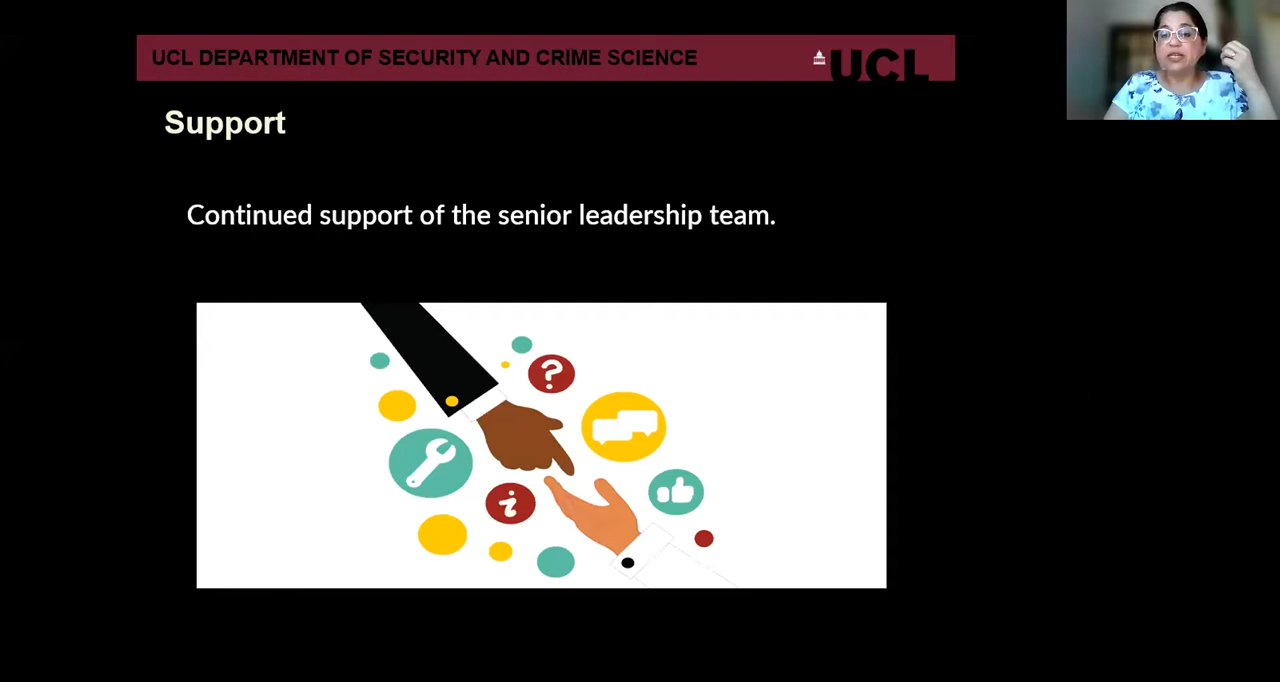 UCL DEPARTMENT OF SECURITY AND CRIME SCIENCE
UCL
Support
Continued support of the senior leadership team.
?
i